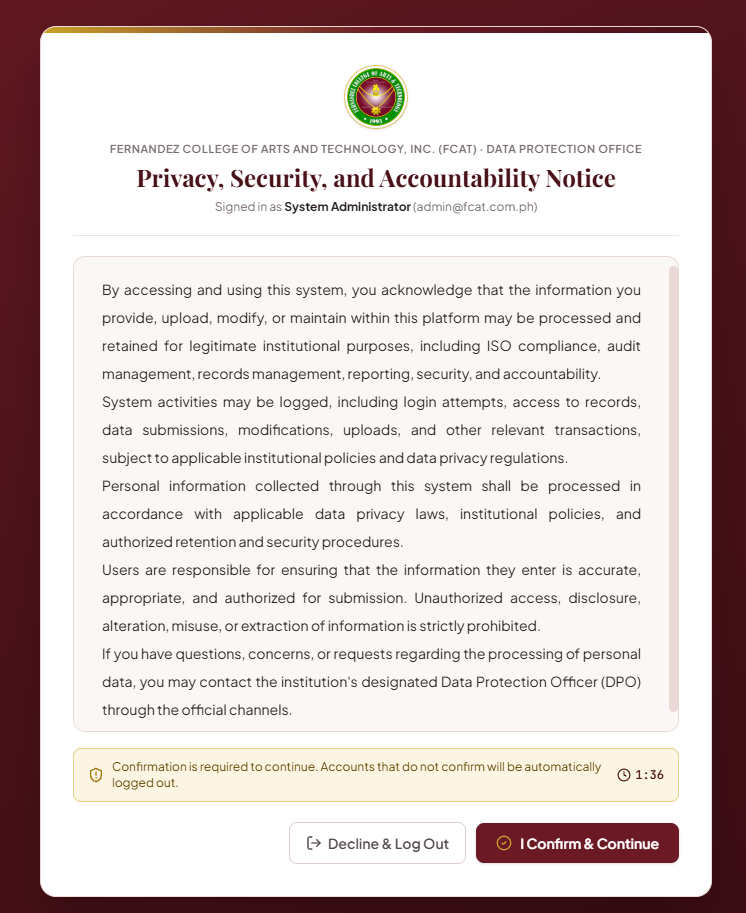 FERNANDEZ COLLEGE OF ARTS & TECHNOLOGY
1993
FERNANDEZ COLLEGE OF ARTS AND TECHNOLOGY, INC. (FCAT) · DATA PROTECTION OFFICE
Privacy, Security, and Accountability Notice
Signed in as System Administrator (admin@fcat.com.ph)
By accessing and using this system, you acknowledge that the information you
provide, upload, modify, or maintain within this platform may be processed and
retained for legitimate institutional purposes, including ISO compliance, audit
management, records management, reporting, security, and accountability.
System activities may be logged, including login attempts, access to records,
data submissions, modifications, uploads, and other relevant transactions,
subject to applicable institutional policies and data privacy regulations.
Personal information collected through this system shall be processed in
accordance with applicable data privacy laws, institutional policies, and
authorized retention and security procedures.
Users are responsible for ensuring that the information they enter is accurate,
appropriate, and authorized for submission. Unauthorized access, disclosure,
alteration, misuse, or extraction of information is strictly prohibited.
If you have questions, concerns, or requests regarding the processing of personal
data, you may contact the institution's designated Data Protection Officer (DPO)
through the official channels.
Confirmation is required to continue. Accounts that do not confirm will be automatically
logged out.
1:36
Decline & Log Out
I Confirm & Continue